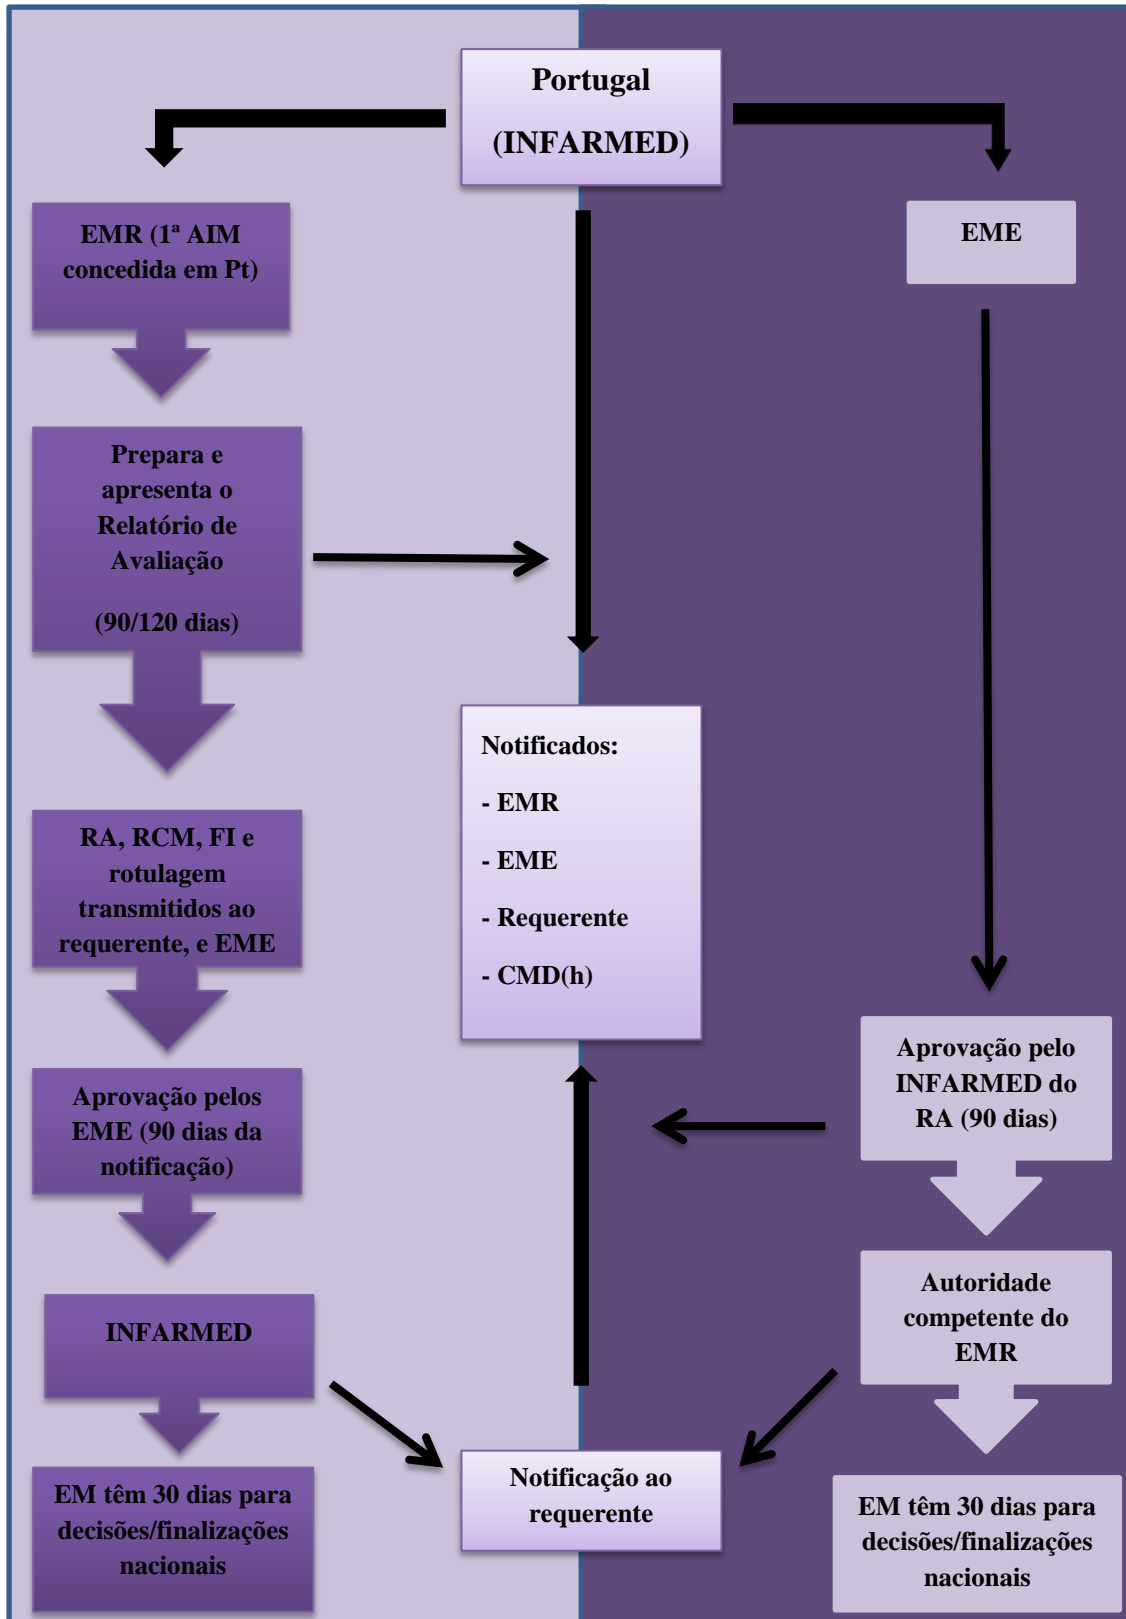 Portugal
(INFARMED)
EMR (1ª AIM
concedida em Pt)
EME
Prepara e
apresenta o
Relatório de
Avaliação
(90/120 dias)
Notificados:
- EMR
- EME
- Requerente
- CMD(h)
RA, RCM, FI e
rotulagem
transmitidos ao
requerente, e EME
Aprovação pelos
EME (90 dias da
notificação)
Aprovação pelo
INFARMED do
RA (90 dias)
INFARMED
Autoridade
competente do
EMR
Notificação ao
requerente
EM têm 30 dias para
decisões/finalizações
nacionais
EM têm 30 dias para
decisões/finalizações
nacionais